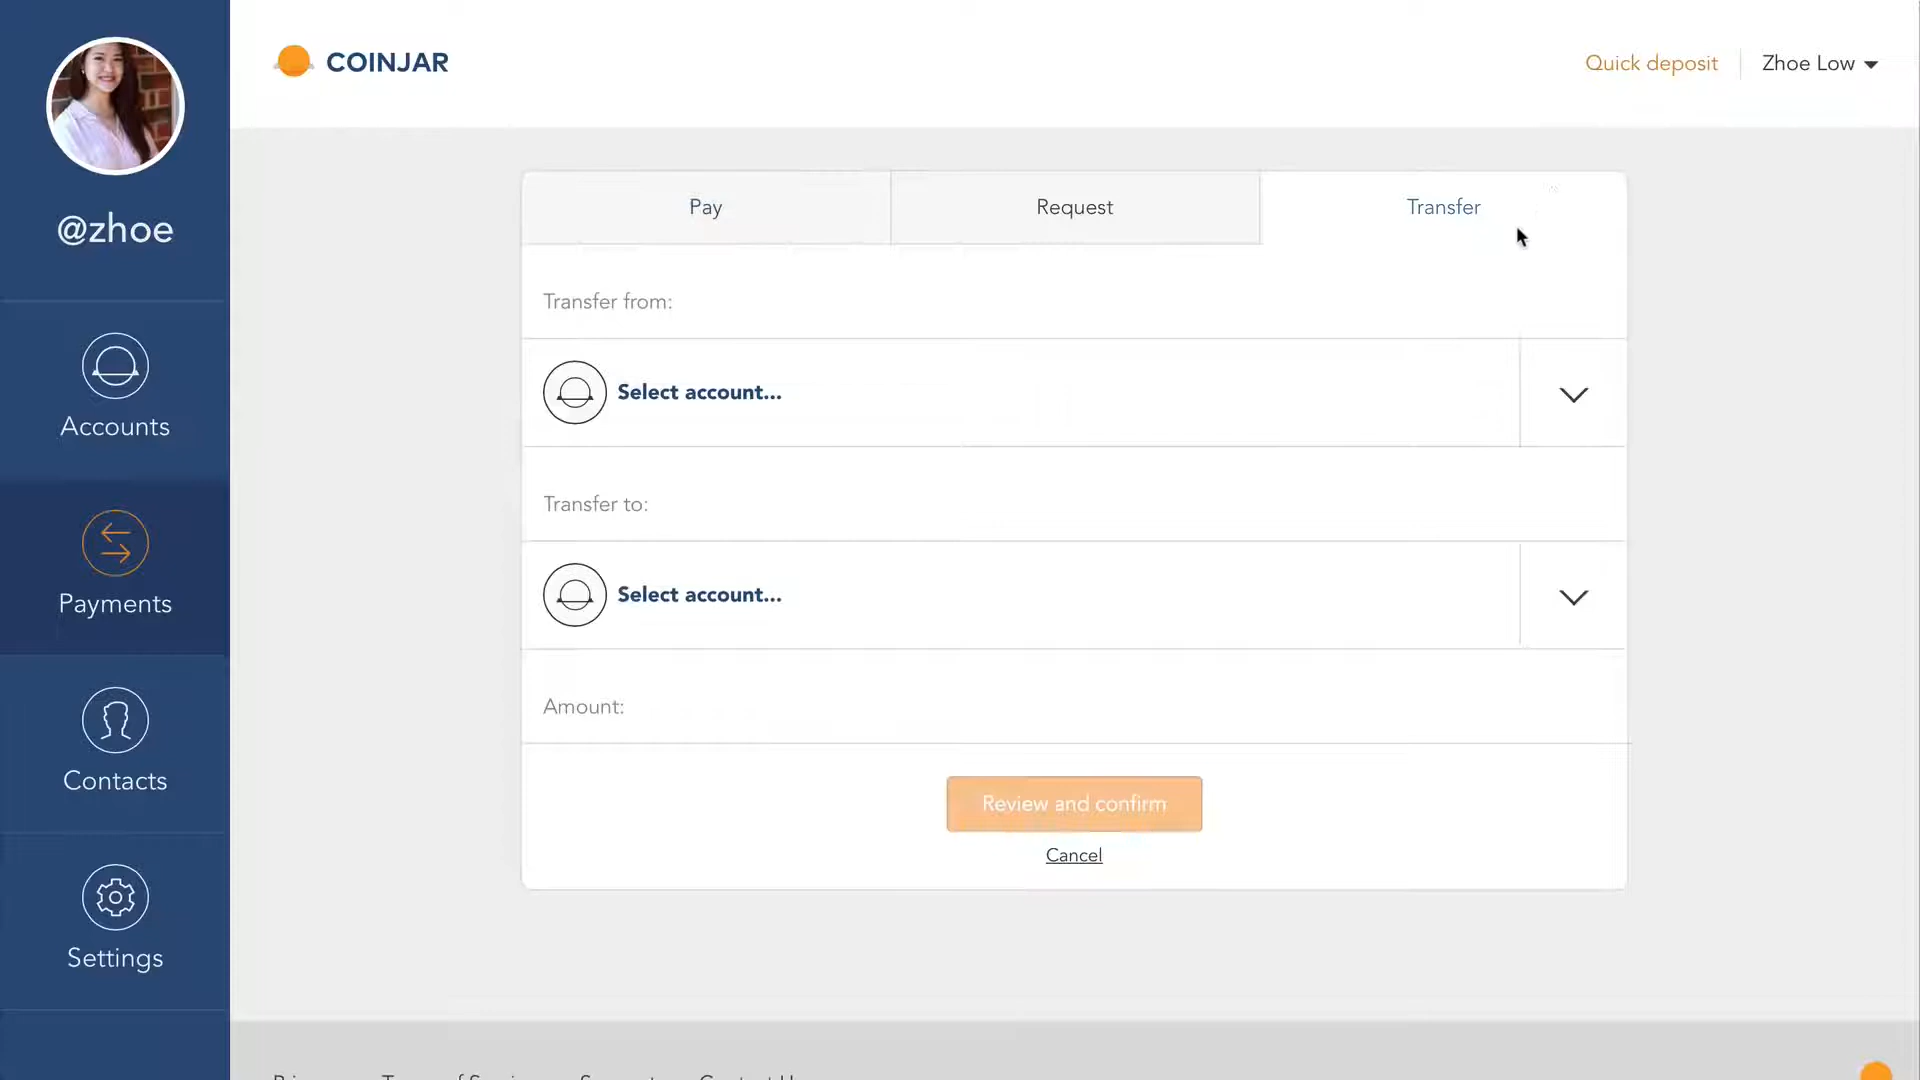 COINJAR
Quick deposit
Zhoe Low
@zhoe
Accounts
Payments
Contacts
Settings
Pay
Request
Transfer
Transfer from:
Select account...
Transfer to:
Select account...
Amount:
Review and confirm
Cancel